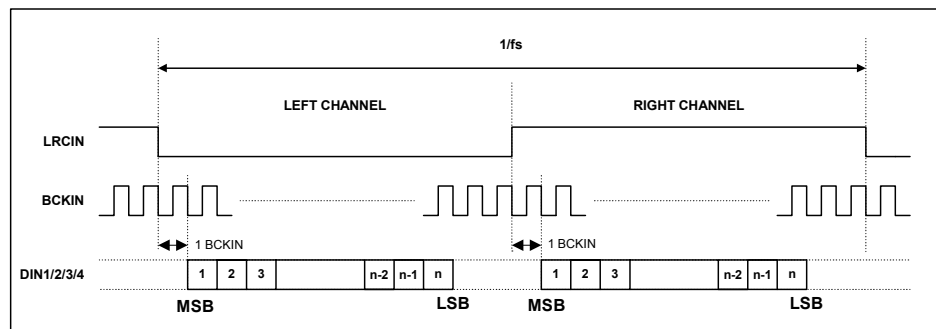 1/fs
LEFT CHANNEL RIGHT CHANNEL
LRCIN
BCKIN
1 BCKIN 1 BCKIN
DIN1/2/3/4 1 2 3 n-2 n-1 n 1 2 3 n-2 n-1 n
MSB LSB MSB LSB